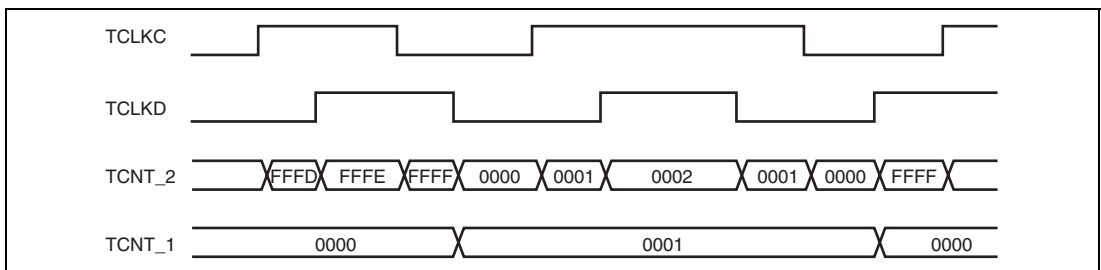 TCLKC
TCLKD
TCNT_2 FFFD FFFE FFFF 0000 0001 0002 0001 0000 FFFF
TCNT_1 0000 0001 0000